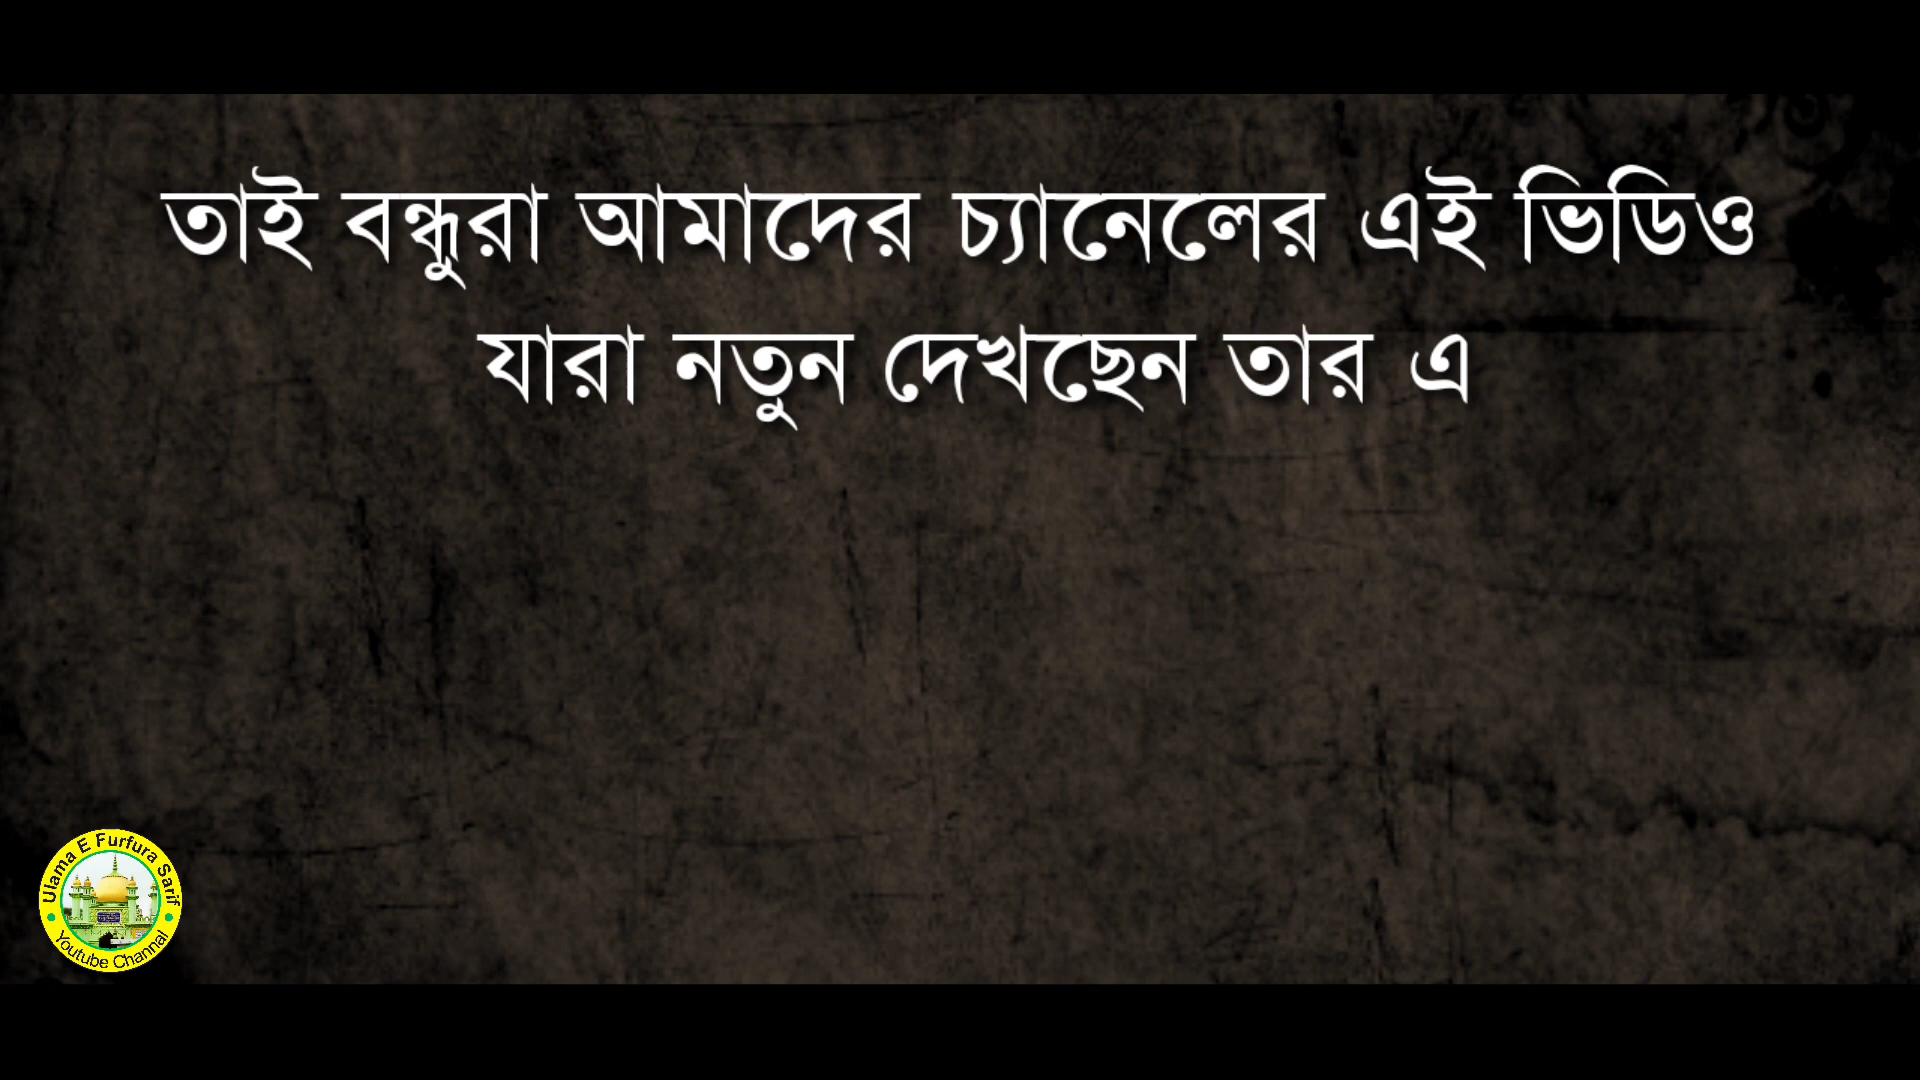 তাই বন্ধুরা আমাদের চ্যানেলের এই ভিডিও
যারা নতুন দেখছেন তার এ
Ulama E Furfura Sarif
Youtube Channal